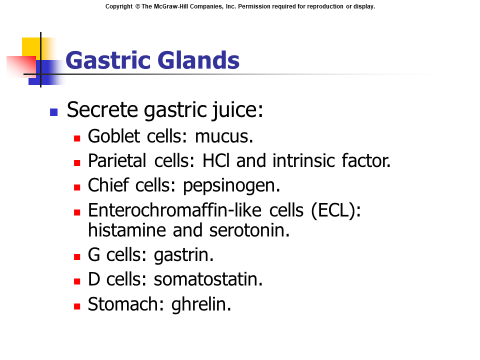 Copyright © The McGraw-Hill Companies, Inc. Permission required for reproduction or display.
Gastric Glands
Secrete gastric juice:
Goblet cells: mucus.
Parietal cells: HCl and intrinsic factor.
Chief cells: pepsinogen.
Enterochromaffin-like cells (ECL):
histamine and serotonin.
G cells: gastrin.
D cells: somatostatin.
Stomach: ghrelin.